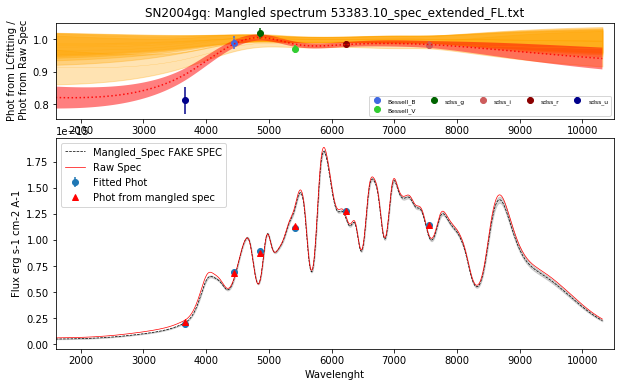 SN2004gq: Mangled spectrum 53383.10_spec_extended_FL.txt
Phot from LCfitting /
Phot from Raw Spec
1.0
0.9
0.8
Bessell_B
Bessell_V
sdss_g
sdss_i
sdss_r
sdss_u
2000 3000 4000 5000 6000 7000 8000 9000 10000
Flux erg s-1 cm-2 A-1
1.75
1.50
1.25
1.00
0.75
0.50
0.25
0.00
Mangled_Spec FAKE SPEC
Raw Spec
Fitted Phot
Phot from mangled spec
2000 3000 4000 5000 6000 7000 8000 9000 10000
Wavelenght